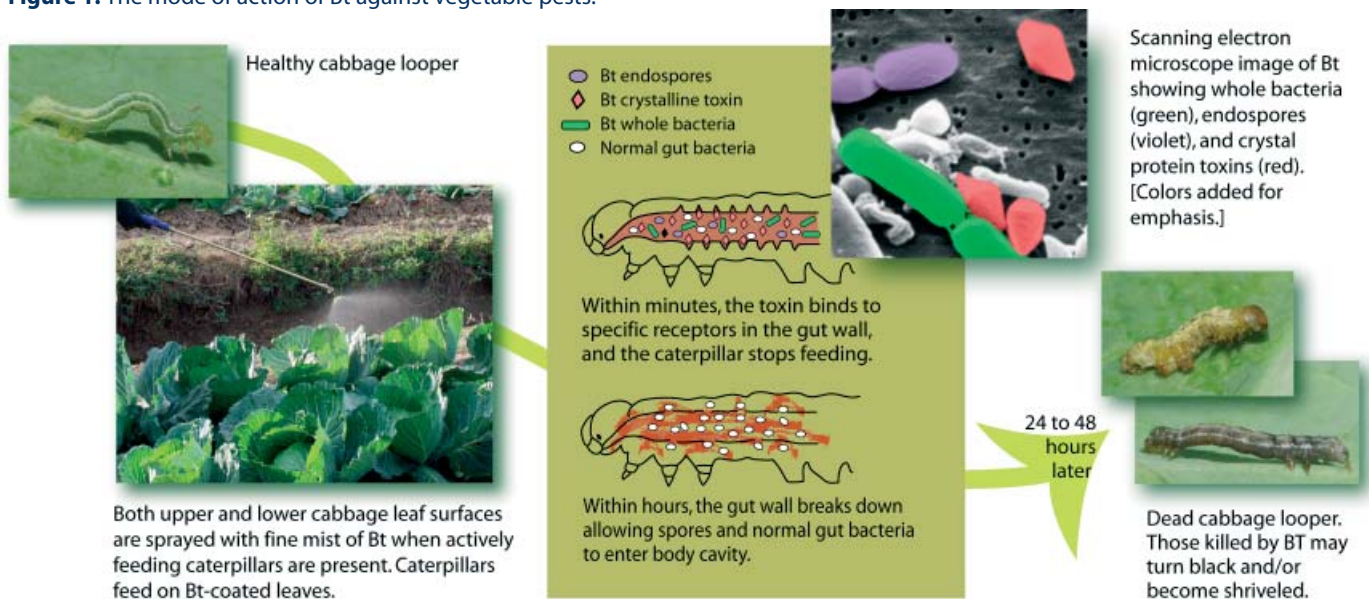 Figure 1. The mode of action of Bt against vegetable pests.
Healthy cabbage looper
Both upper and lower cabbage leaf surfaces
are sprayed with fine mist of Bt when actively
feeding caterpillars are present. Caterpillars
feed on Bt-coated leaves.
Bt endospores
Bt crystalline toxin
Bt whole bacteria
Normal gut bacteria
Within minutes, the toxin binds to
specific receptors in the gut wall,
and the caterpillar stops feeding.
Within hours, the gut wall breaks down
allowing spores and normal gut bacteria
to enter body cavity.
Scanning electron
microscope image of Bt
showing whole bacteria
(green), endospores
(violet), and crystal
protein toxins (red).
[Colors added for
emphasis.]
24 to 48
hours
later
Dead cabbage looper.
Those killed by BT may
turn black and/or
become shriveled.